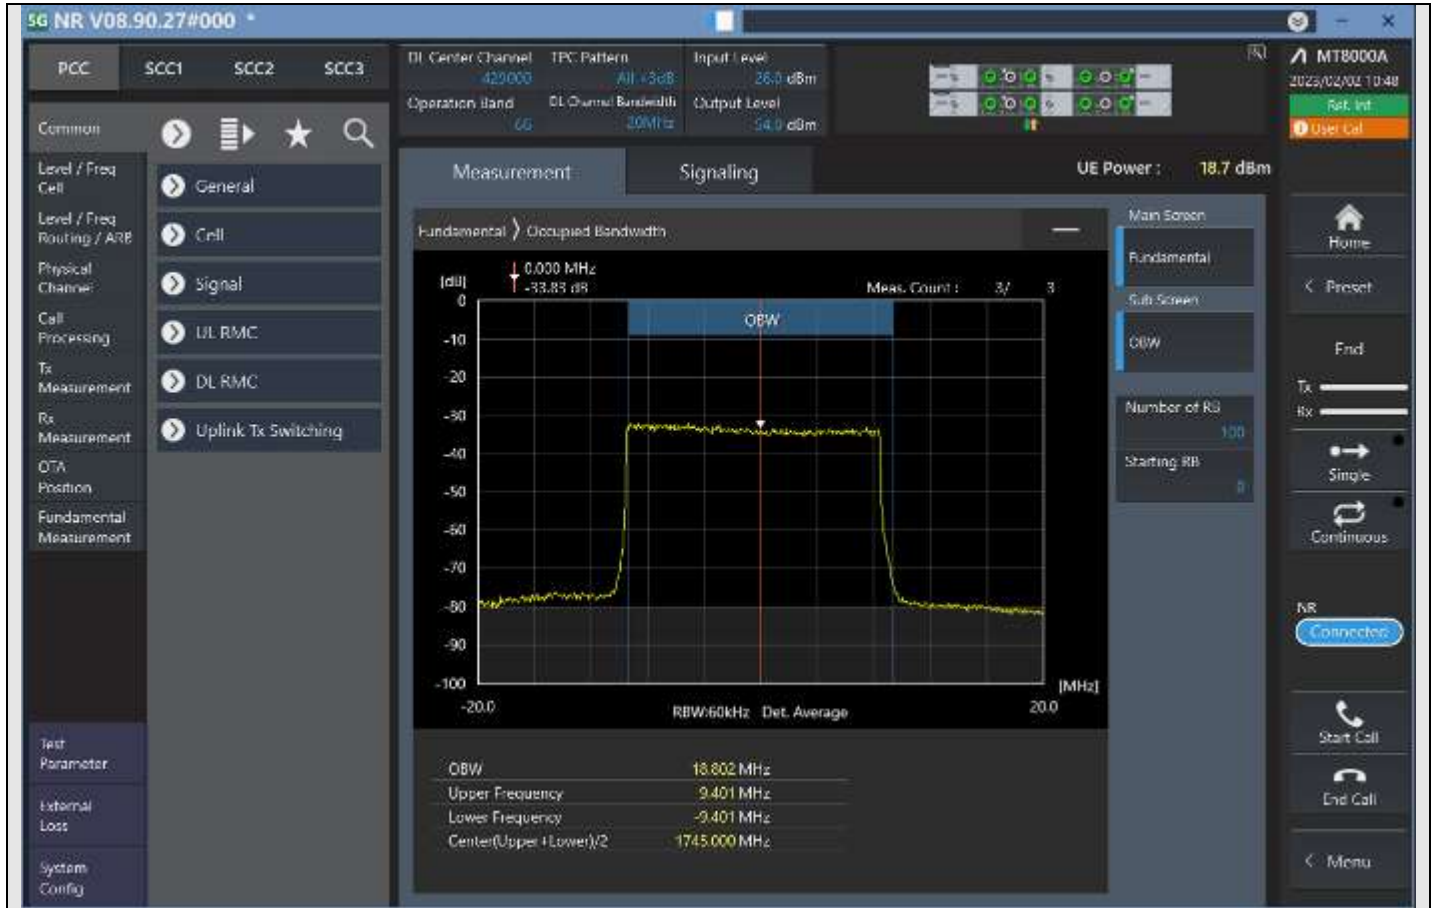 5G NR V08.90.27#000 *
PCC SCC1 SCC2 SCC3
DL Center Channel TPC Pattern Input Level
429000 All +3dB 26.0 dBm
Operation Band DL Channel Bandwidth Output Level
66 20MHz 54.0 dBm
MT8000A
2023/02/02 10:48
Ref. Int
User Cal
Common
Level / Freq
Cell
Level / Freq
Routing / ARB
Physical
Channel
Call
Processing
Tx
Measurement
Rx
Measurement
OTA
Position
Fundamental
Measurement
Test
Parameter
External
Loss
System
Config
General
Cell
Signal
UL RMC
DL RMC
Uplink Tx Switching
Measurement Signaling UE Power : 18.7 dBm
Fundamental ❯ Occupied Bandwidth
[dB] 0.000 MHz
-33.83 dB Meas. Count : 3/ 3
OBW
0
-10
-20
-30
-40
-50
-60
-70
-80
-90
-100
[MHz]
-20.0 RBW:60kHz Det. Average 20.0
OBW 18.802 MHz
Upper Frequency 9.401 MHz
Lower Frequency -9.401 MHz
Center(Upper+Lower)/2 1745.000 MHz
Main Screen
Fundamental
Sub Screen
OBW
Number of RB
100
Starting RB
0
Home
< Preset
End
Tx
Rx
Single
Continuous
NR
Connected
Start Call
End Call
< Menu